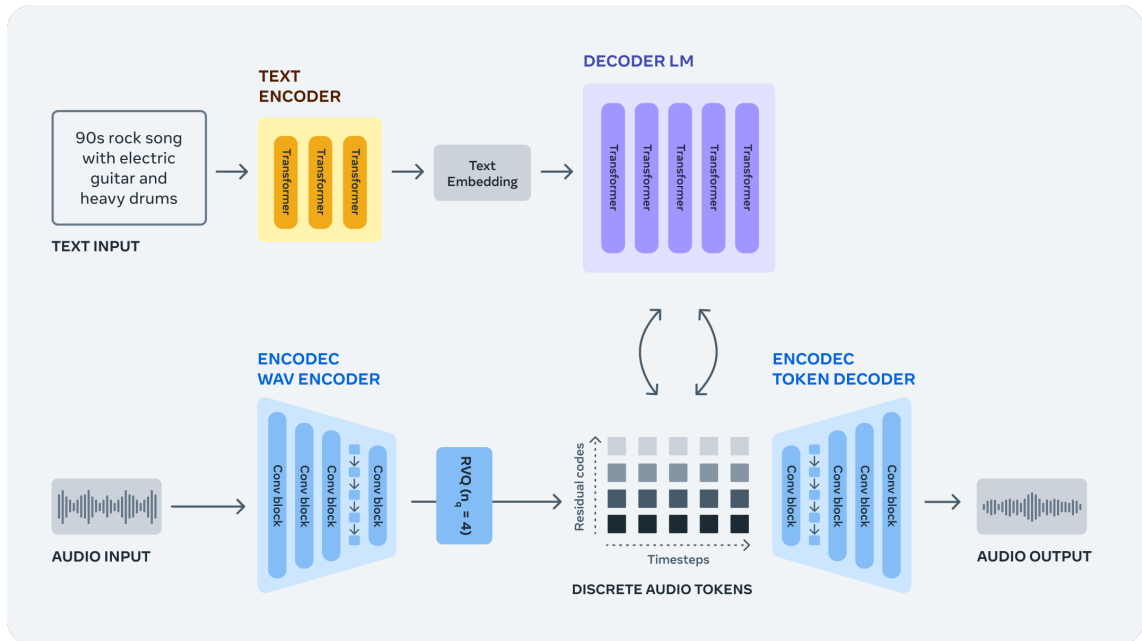 TEXT
ENCODER
DECODER LM
90s rock song
with electric
guitar and
heavy drums
TEXT INPUT
Transformer
Transformer
Transformer
Text
Embedding
Transformer
Transformer
Transformer
Transformer
Transformer
ENCODEC
WAV ENCODER
ENCODEC
TOKEN DECODER
AUDIO INPUT
Conv block
Conv block
Conv block
Conv block
RVQ (n_q = 4)
Residual codes
Timesteps
DISCRETE AUDIO TOKENS
Conv block
Conv block
Conv block
Conv block
AUDIO OUTPUT